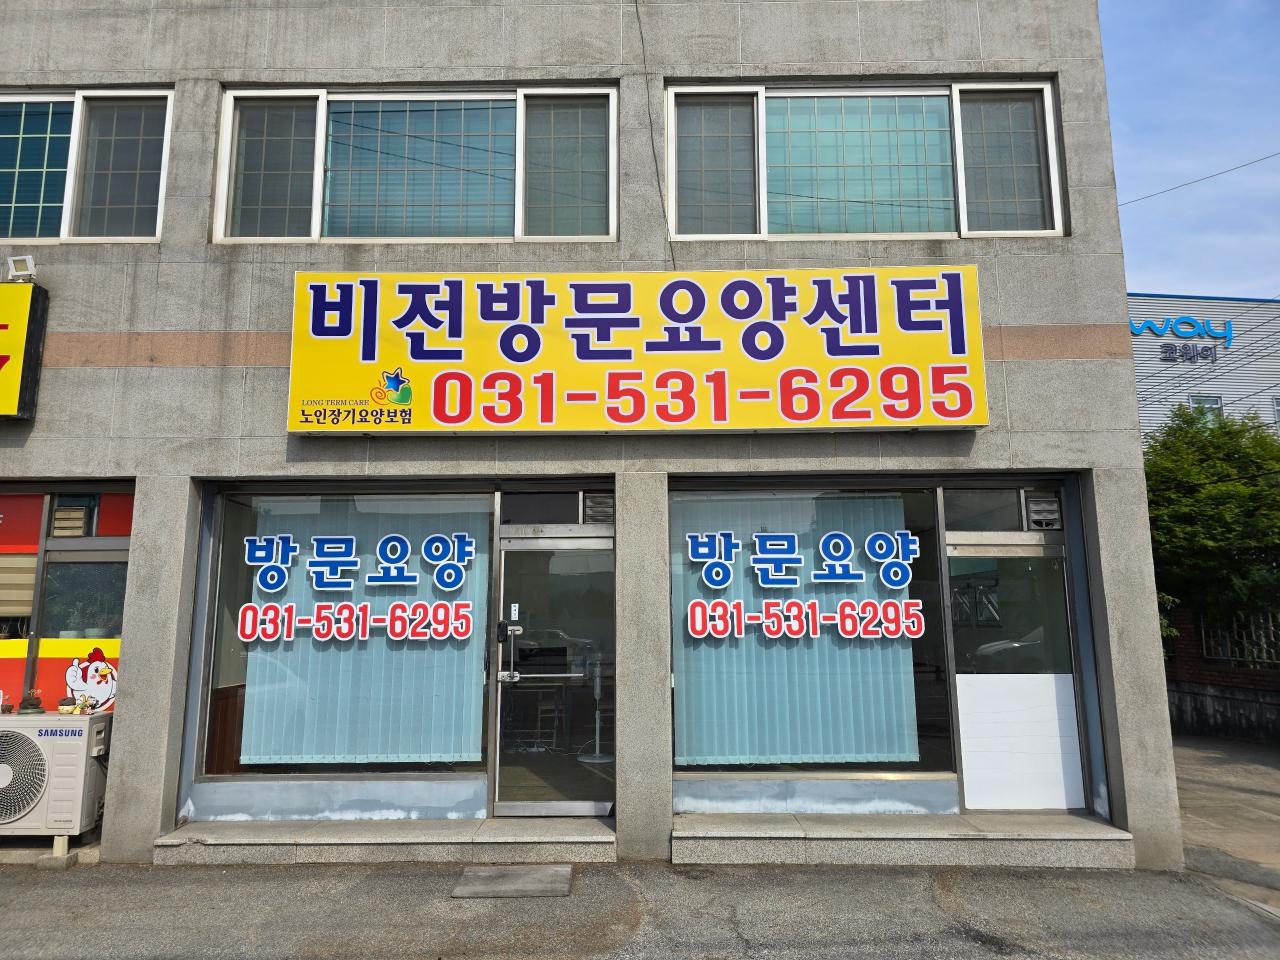 비전방문요양센터
LONG TERM CARE
노인장기요양보험
031-531-6295
방문요양
031-531-6295
방문요양
031-531-6295
way
코웨이
SAMSUNG